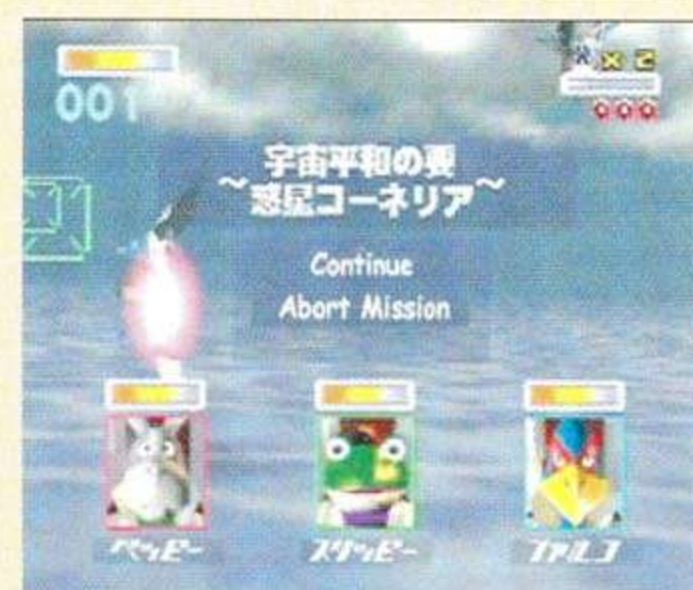 001
× 2
宇宙平和の要
~惑星コーネリア~
Continue
Abort Mission
ペッピー
スリッピー
ファルコ